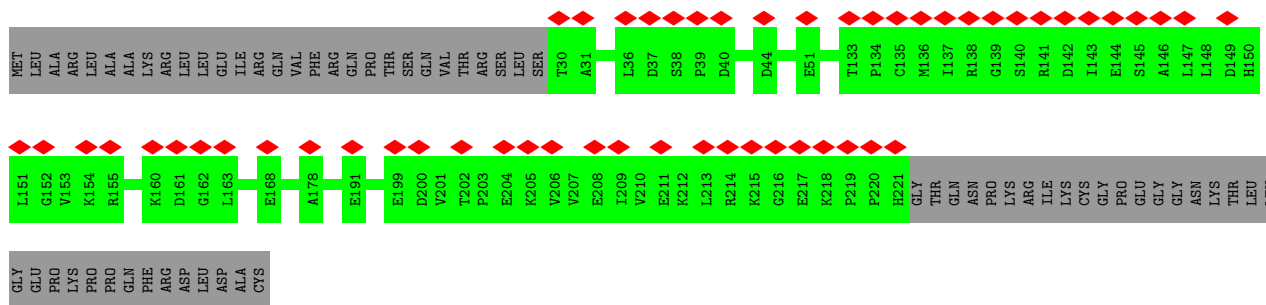 MET LEU ALA ARG LEU ALA ALA LYS ARG LEU LEU GLU ILE ARG GLN VAL PHE ARG GLN PRO THR SER GLN VAL THR ARG SER LEU SER T30 A31 L36 D37 S38 P39 D40 D44 E51 T133 P134 C135 M136 I137 R138 G139 S140 R141 D142 I143 E144 S145 A146 L147 L148 D149 H150
L151 G152 V153 K154 R155 K160 D161 G162 L163 E168 A178 E191 E199 D200 V201 T202 P203 E204 K205 V206 V207 E208 I209 V210 E211 K212 L213 R214 K215 G216 E217 K218 P219 P220 H221 GLY THR GLN ASN PRO LYS ARG ILE LYS CYS GLY PRO GLU GLY GLY ASN LYS THR LEU
GLY GLU PRO LYS PRO PRO GLN PHE ARG ASP LEU ASP ALA CYS